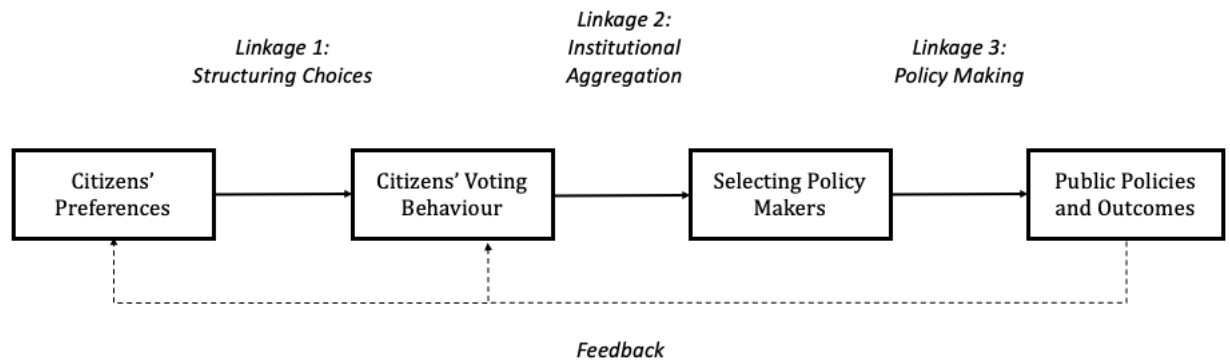 Linkage 1:
Structuring Choices
Linkage 2:
Institutional
Aggregation
Linkage 3:
Policy Making
Citizens’
Preferences
Citizens’ Voting
Behaviour
Selecting Policy
Makers
Public Policies
and Outcomes
Feedback